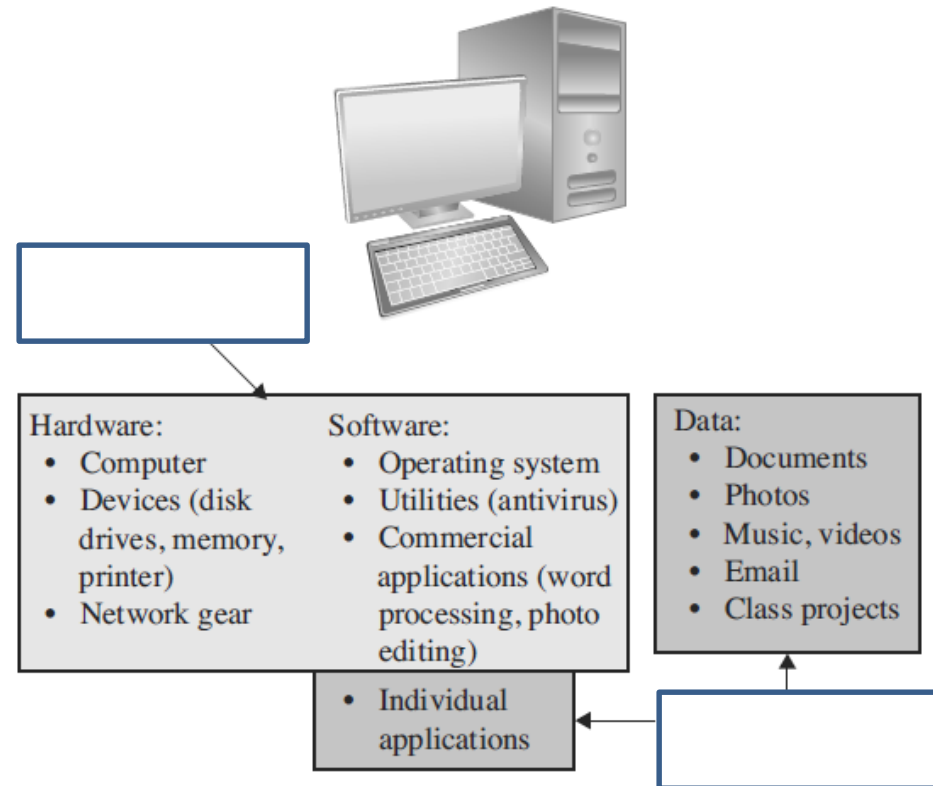 Hardware:
• Computer
• Devices (disk
drives, memory,
printer)
• Network gear
Software:
• Operating system
• Utilities (antivirus)
• Commercial
applications (word
processing, photo
editing)
• Individual
applications
Data:
• Documents
• Photos
• Music, videos
• Email
• Class projects